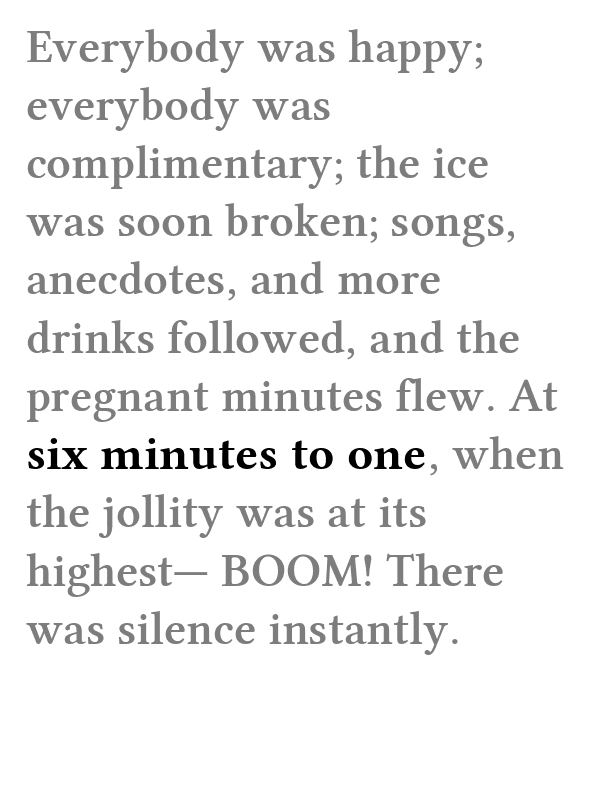 Everybody was happy;
everybody was
complimentary; the ice
was soon broken; songs,
anecdotes, and more
drinks followed, and the
pregnant minutes flew. At
six minutes to one, when
the jollity was at its
highest— BOOM! There
was silence instantly.